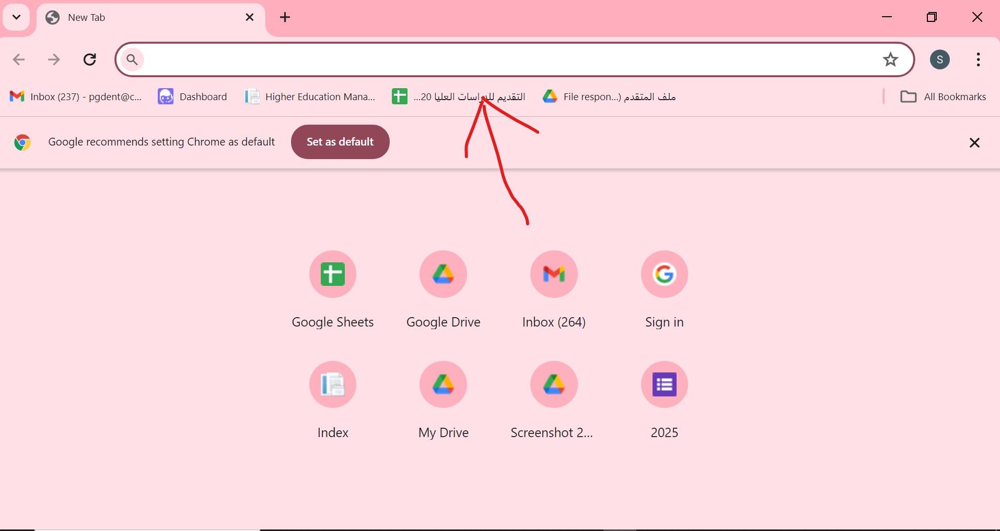 New Tab
S
Inbox (237) - pgdent@c...
Dashboard
Higher Education Mana...
التقديم للدراسات العليا 20...
ملف المتقدم (...File respon
All Bookmarks
Google recommends setting Chrome as default
Set as default
Google Sheets
Google Drive
Inbox (264)
Sign in
Index
My Drive
Screenshot 2...
2025